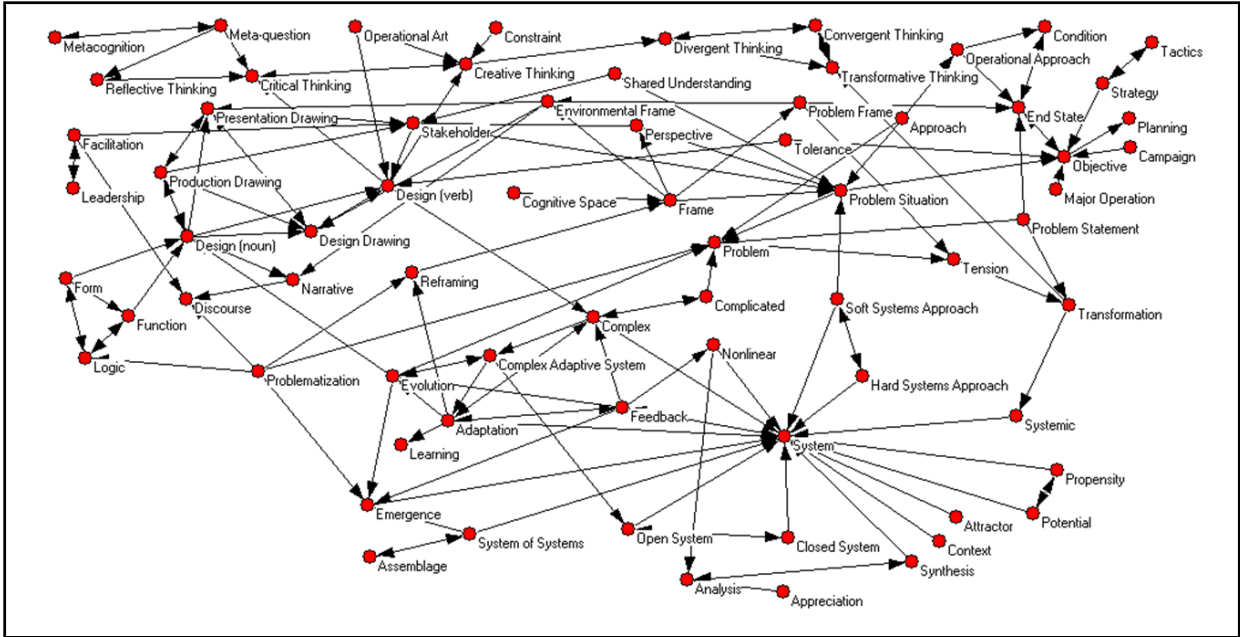 Metacognition
Meta-question
Operational Art
Constraint
Divergent Thinking
Convergent Thinking
Condition
Operational Approach
Tactics
Reflective Thinking
Critical Thinking
Creative Thinking
Shared Understanding
Transformative Thinking
Strategy
Presentation Drawing
Environmental Frame
Problem Frame
End State
Stakeholder
Perspective
Approach
Planning
Facilitation
Tolerance
Objective
Campaign
Production Drawing
Leadership
Design (verb)
Cognitive Space
Frame
Problem Situation
Major Operation
Design (noun)
Design Drawing
Problem
Problem Statement
Tension
Form
Narrative
Reframing
Discourse
Complicated
Soft Systems Approach
Transformation
Function
Complex
Logic
Problematization
Evolution
Complex Adaptive System
Nonlinear
Hard Systems Approach
Feedback
Systemic
Adaptation
Learning
System
Propensity
Emergence
Potential
Attractor
System of Systems
Open System
Closed System
Context
Assemblage
Synthesis
Analysis
Appreciation